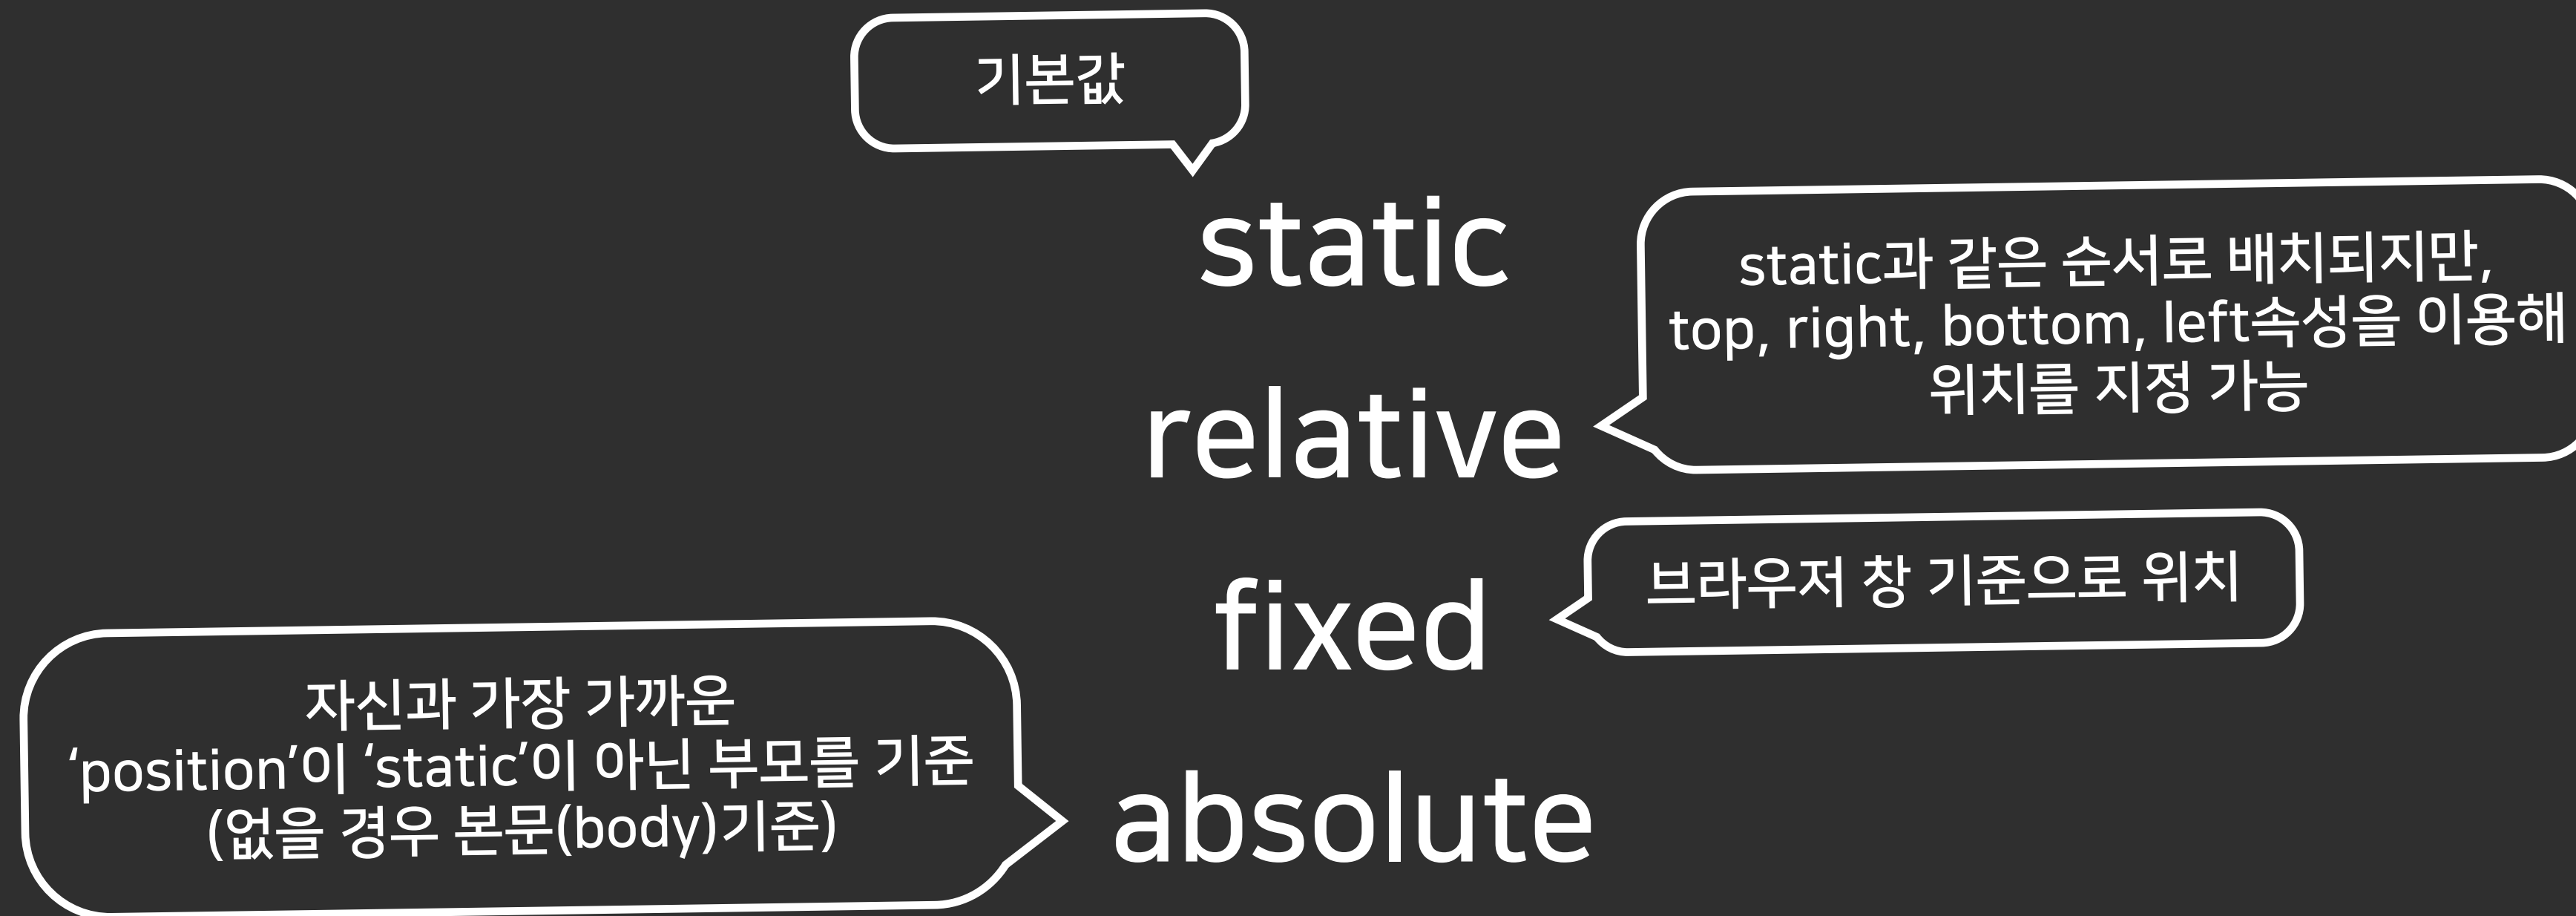 기본값
static
static과 같은 순서로 배치되지만,
top, right, bottom, left속성을 이용해
위치를 지정 가능
relative
브라우저 창 기준으로 위치
fixed
자신과 가장 가까운
‘position’이 ‘static’이 아닌 부모를 기준
(없을 경우 본문(body)기준)
absolute